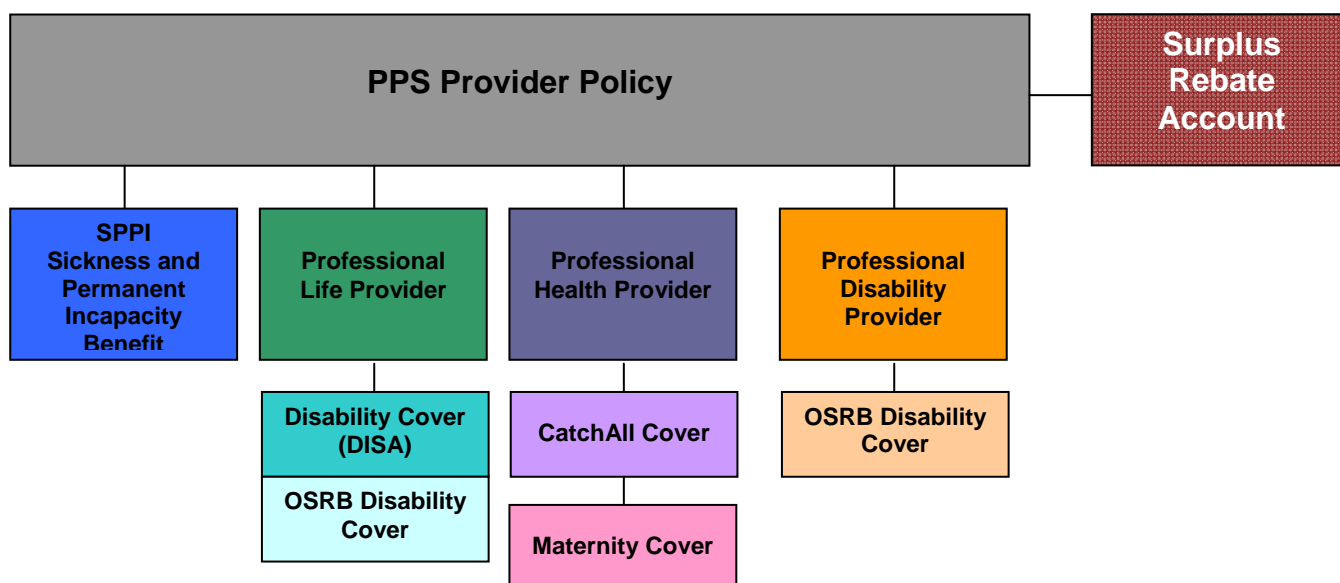 PPS Provider Policy
Surplus
Rebate
Account
SPPI
Sickness and
Permanent
Incapacity
Benefit
Professional
Life Provider
Professional
Health Provider
Professional
Disability
Provider
Disability Cover
(DISA)
OSRB Disability
Cover
CatchAll Cover
Maternity Cover
OSRB Disability
Cover